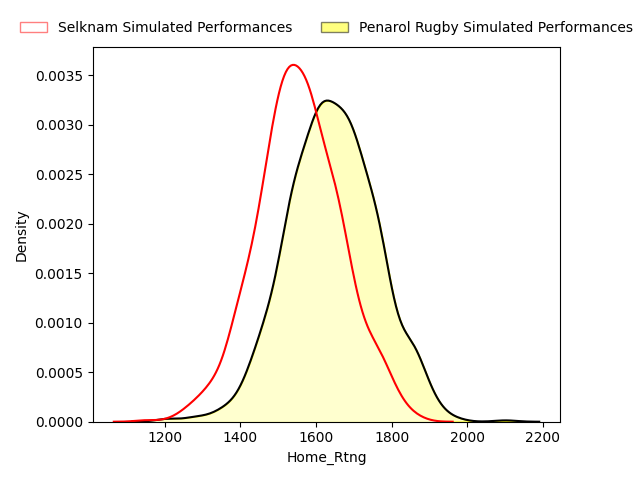 Selknam Simulated Performances
Penarol Rugby Simulated Performances
0.0035
0.0030
0.0025
0.0020
0.0015
0.0010
0.0005
0.0000
Density
1200 1400 1600 1800 2000 2200
Home_Rtng